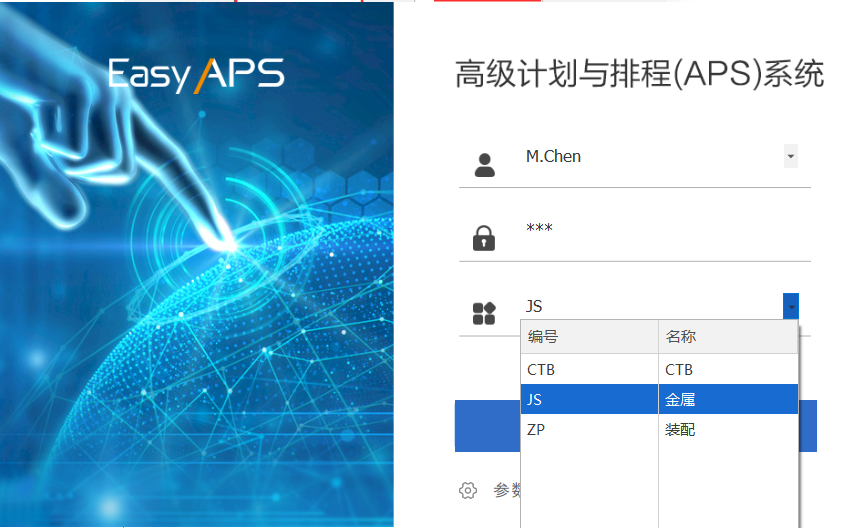 Easy APS
高级计划与排程(APS)系统
M.Chen
***
JS
编号 名称
CTB CTB
JS 金属
ZP 装配
参数